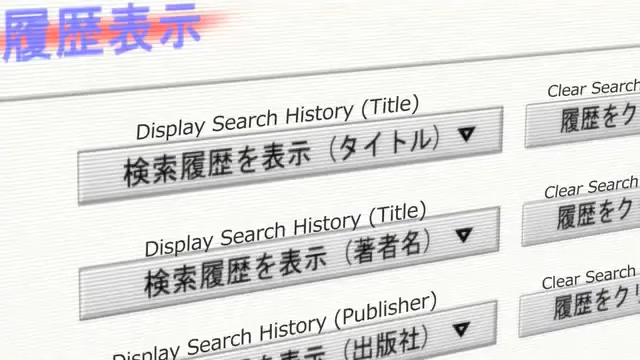 履歴表示
Display Search History (Title)
Clear Search
検索履歴を表示（タイトル）▼
履歴をク
Display Search History (Title)
Clear Search
検索履歴を表示（著者名）▼
履歴をク
Display Search History (Publisher)
Clear Search
検索履歴を表示（出版社）▼
履歴をクリ